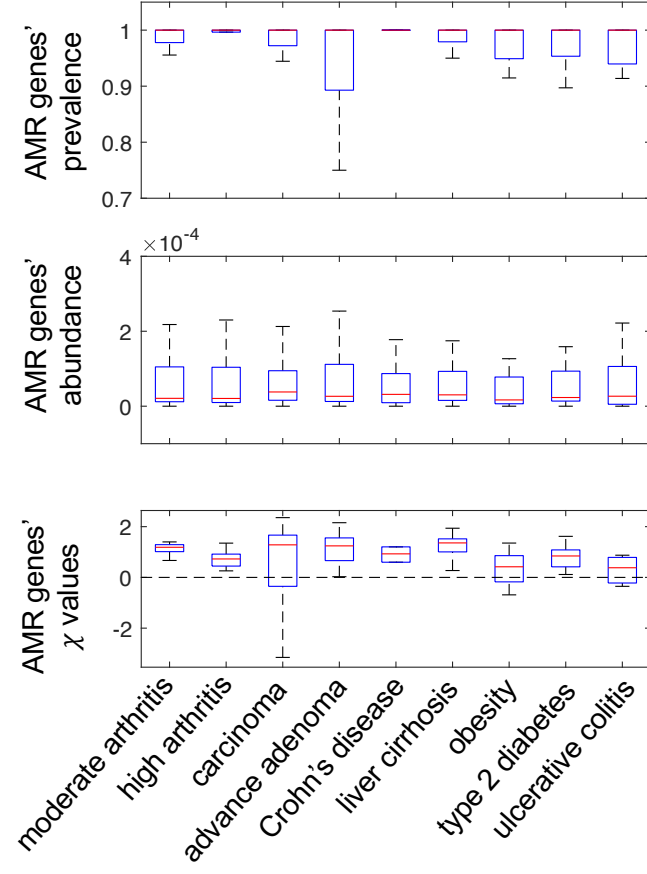 AMR genes’
prevalence
1
0.9
0.8
0.7
×10⁻⁴
AMR genes’
abundance
4
2
0
AMR genes’
χ values
2
0
-2
moderate arthritis
high arthritis
carcinoma
advance adenoma
Crohn’s disease
liver cirrhosis
obesity
type 2 diabetes
ulcerative colitis